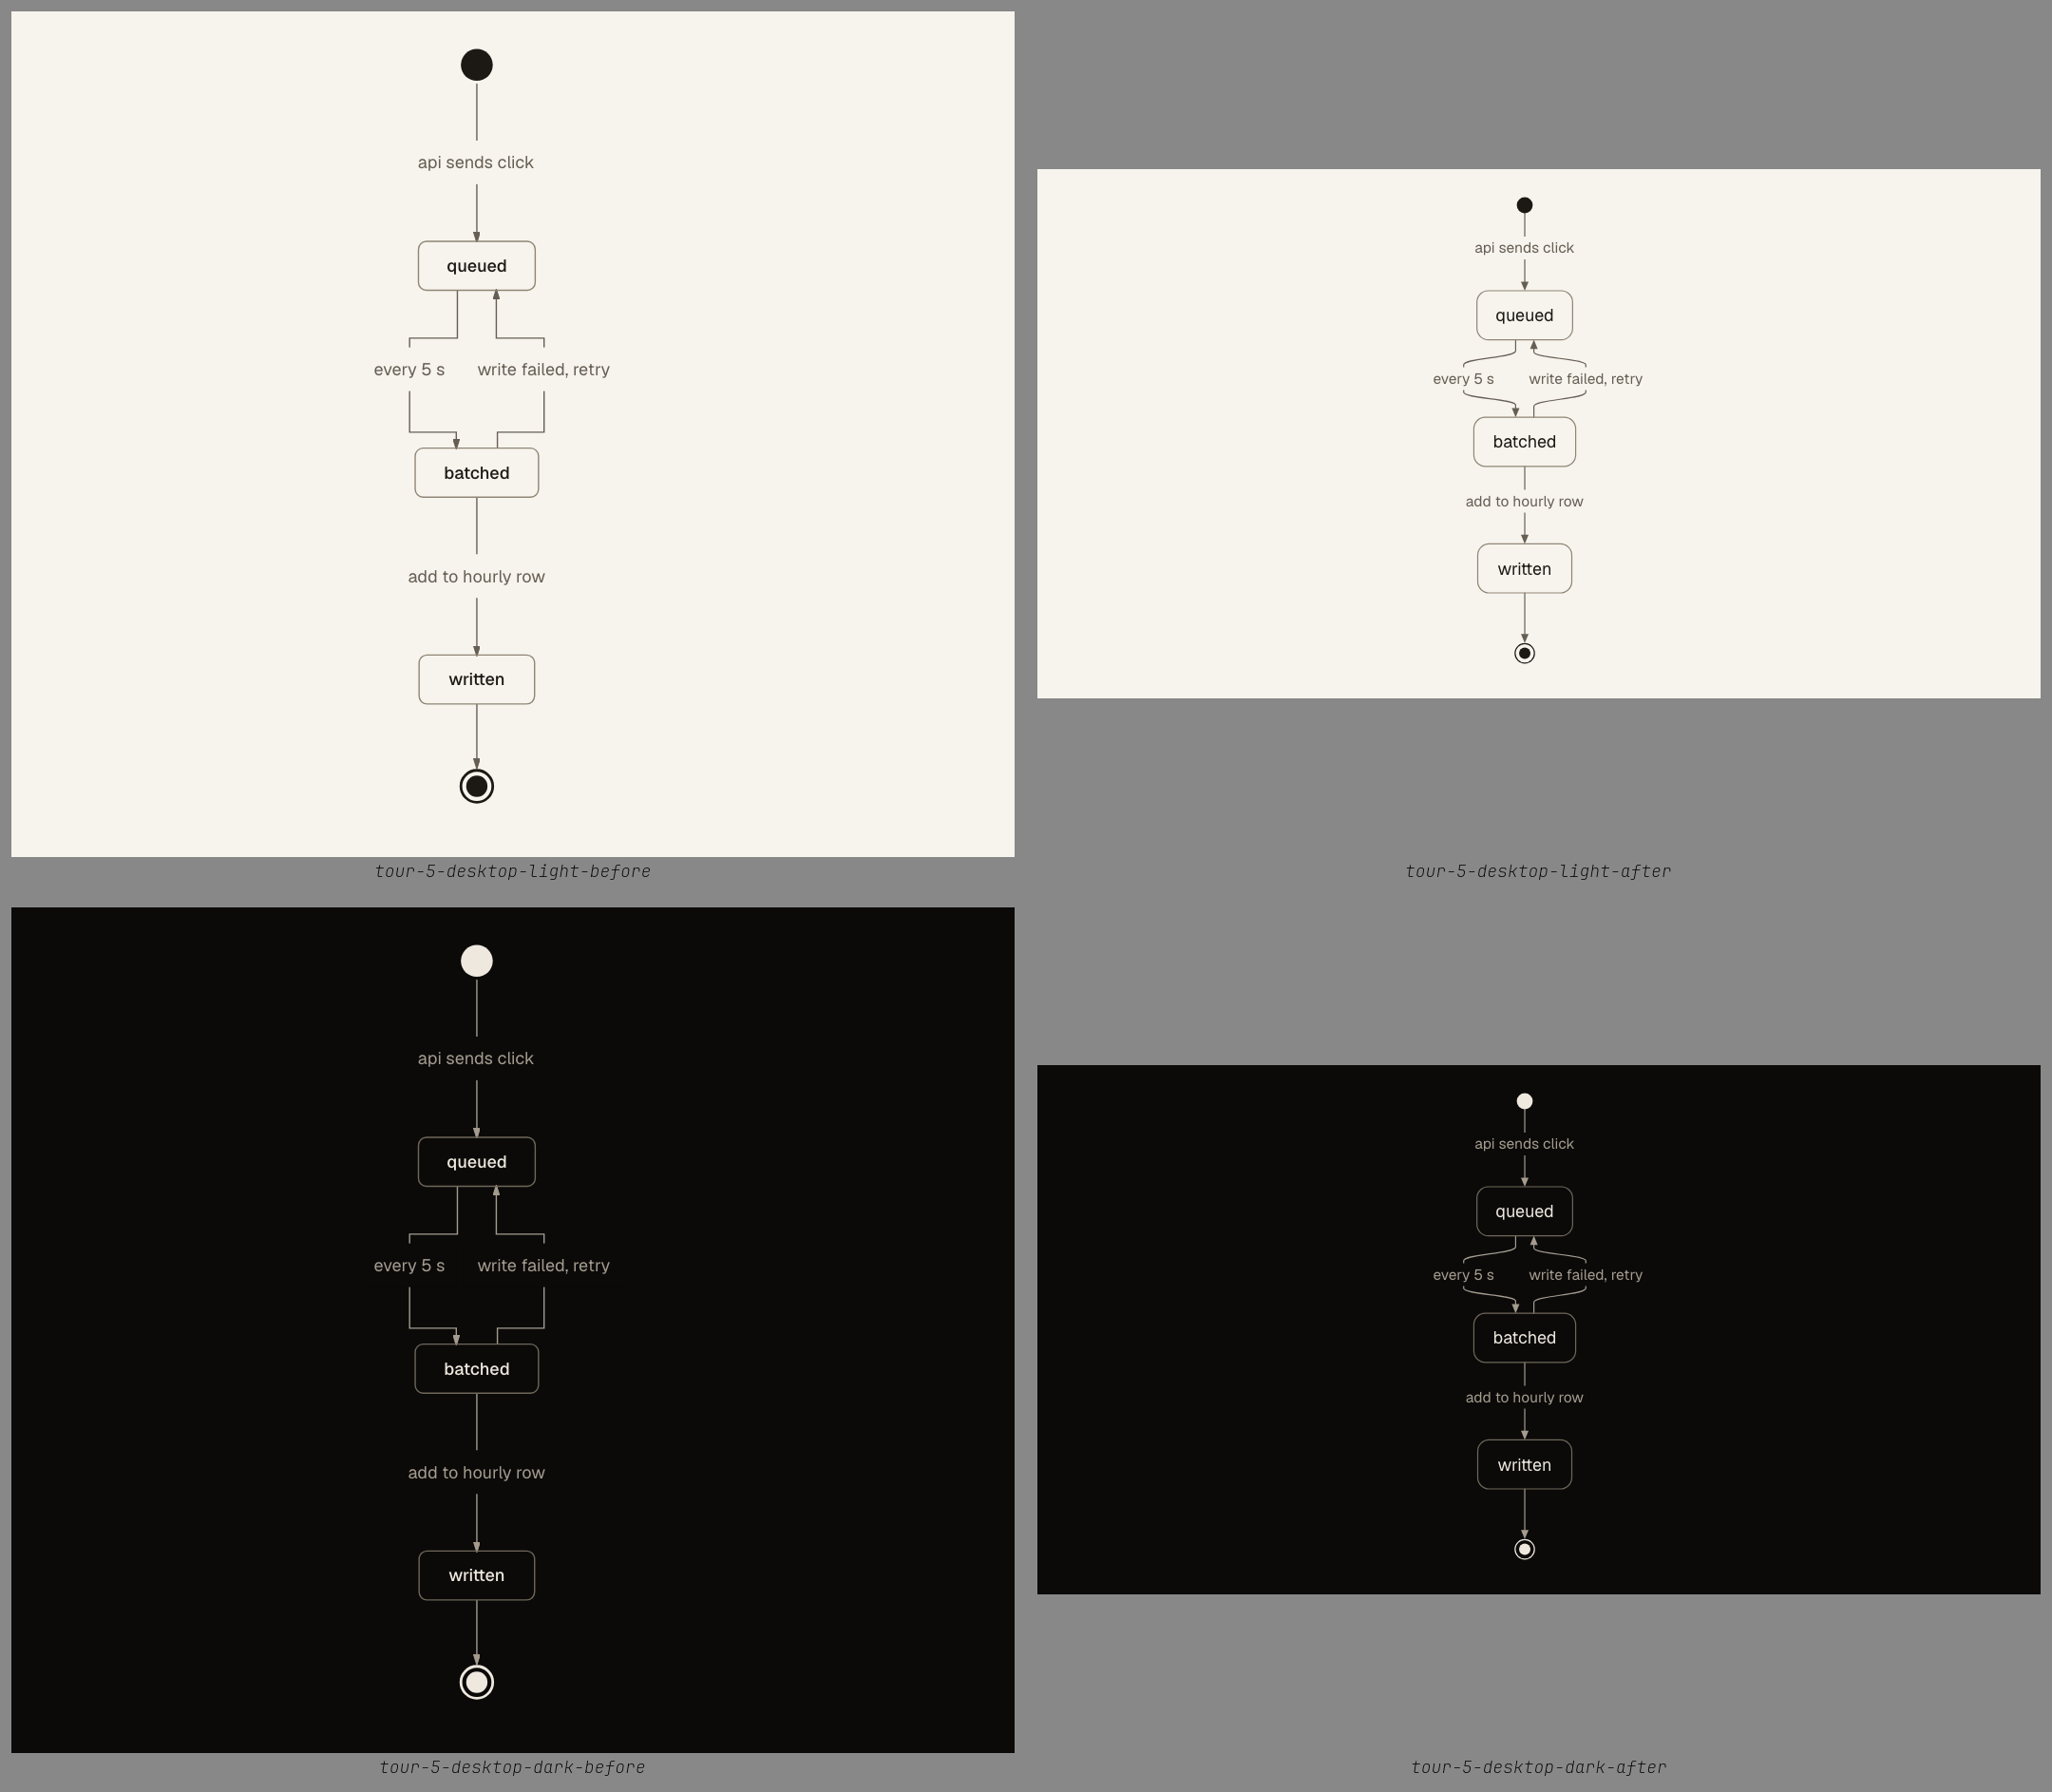 api sends click
queued
every 5 s
write failed, retry
batched
add to hourly row
written
tour-5-desktop-light-before
api sends click
queued
every 5 s
write failed, retry
batched
add to hourly row
written
tour-5-desktop-light-after
api sends click
queued
every 5 s
write failed, retry
batched
add to hourly row
written
tour-5-desktop-dark-before
api sends click
queued
every 5 s
write failed, retry
batched
add to hourly row
written
tour-5-desktop-dark-after